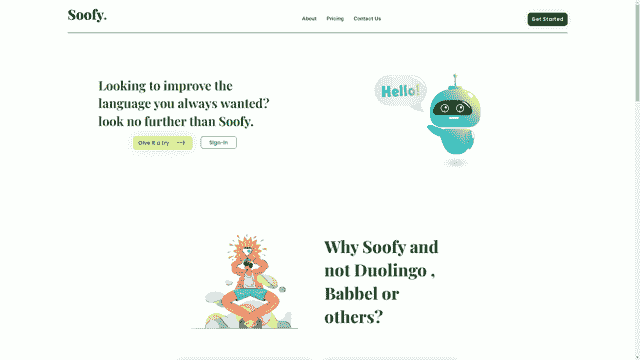 Soofy.
About Pricing Contact Us
Get Started
Looking to improve the
language you always wanted?
look no further than Soofy.
Hello!
Give it a try
Sign-in
Why Soofy and
not Duolingo ,
Babbel or
others?